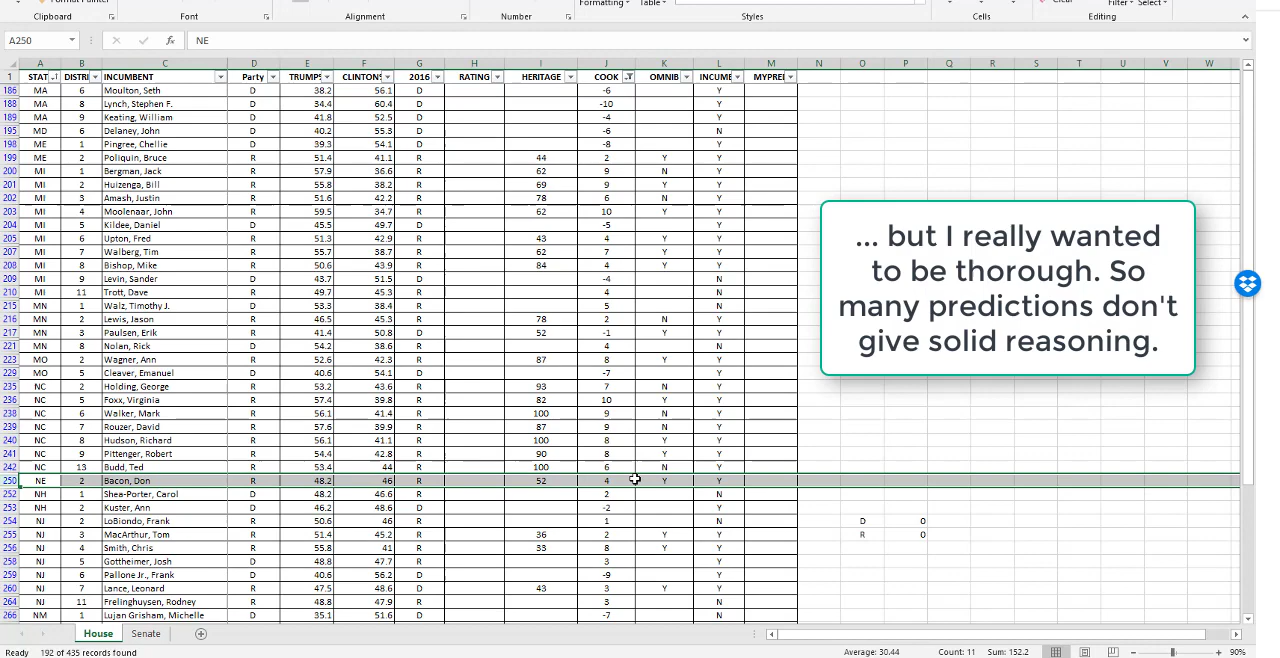 Format Painter
Formatting Table Clear Filter Select
Clipboard Font Alignment Number Styles Cells Editing
A250 NE
A B C D E F G H I J K L M N O P Q R S T U V W
1 STAT DISTRI INCUMBENT Party TRUMP% CLINTON% 2016 RATING HERITAGE COOK OMNIB INCUME MYPREI
186 MA 6 Moulton, Seth D 38.2 56.1 D -6 Y
188 MA 8 Lynch, Stephen F. D 34.4 60.4 D -10 Y
189 MA 9 Keating, William D 41.8 52.5 D -4 Y
195 MD 6 Delaney, John D 40.2 55.3 D -6 N
198 ME 1 Pingree, Chellie D 39.3 54.1 D -8 Y
199 ME 2 Poliquin, Bruce R 51.4 41.1 R 44 2 Y Y
200 MI 1 Bergman, Jack R 57.9 36.6 R 62 9 N Y
201 MI 2 Huizenga, Bill R 55.8 38.2 R 69 9 Y Y
202 MI 3 Amash, Justin R 51.6 42.2 R 78 6 N Y
203 MI 4 Moolenaar, John R 59.5 34.7 R 62 10 Y Y
204 MI 5 Kildee, Daniel D 45.5 49.7 D -5 Y
205 MI 6 Upton, Fred R 51.3 42.9 R 43 4 Y Y
207 MI 7 Walberg, Tim R 55.7 38.7 R 62 7 Y Y
208 MI 8 Bishop, Mike R 50.6 43.9 R 84 4 Y Y
209 MI 9 Levin, Sander D 43.7 51.5 D -4 N
210 MI 11 Trott, Dave R 49.7 45.3 R 4 N
215 MN 1 Walz. Timothy J. D 53.3 38.4 R 5 N
216 MN 2 Lewis, Jason R 46.5 45.3 R 78 2 N Y
217 MN 3 Paulsen, Erik R 41.4 50.8 D 52 -1 Y Y
221 MN 8 Nolan, Rick D 54.2 38.6 R 4 N
223 MO 2 Wagner, Ann R 52.6 42.3 R 87 8 Y Y
229 MO 5 Cleaver, Emanuel D 40.6 54.1 D -7 Y
235 NC 2 Holding, George R 53.2 43.6 R 93 7 N Y
236 NC 5 Foxx, Virginia R 57.4 39.8 R 82 10 Y Y
238 NC 6 Walker, Mark R 56.1 41.4 R 100 9 N Y
239 NC 7 Rouzer, David R 57.6 39.9 R 87 9 N Y
240 NC 8 Hudson, Richard R 56.1 41.1 R 100 8 Y Y
241 NC 9 Pittenger, Robert R 54.4 42.8 R 90 8 Y Y
242 NC 13 Budd, Ted R 53.4 44 R 100 6 N Y
250 NE 2 Bacon, Don R 48.2 46 R 52 4 Y Y
252 NH 1 Shea-Porter, Carol D 48.2 46.6 R 2 N
253 NH 2 Kuster, Ann D 46.2 48.6 D -2 Y
254 NJ 2 LoBiondo, Frank R 50.6 46 R 1 N D 0
255 NJ 3 MacArthur, Tom R 51.4 45.2 R 36 2 Y Y R 0
256 NJ 4 Smith, Chris R 55.8 41 R 33 8 Y Y
258 NJ 5 Gottheimer, Josh D 48.8 47.7 R 3 Y
259 NJ 6 Pallone Jr., Frank D 40.6 56.2 D -9 Y
260 NJ 7 Lance, Leonard R 47.5 48.6 D 43 3 Y Y
264 NJ 11 Frelinghuysen, Rodney R 48.8 47.9 R 3 N
266 NM 1 Lujan Grisham, Michelle D 35.1 51.6 D -7 N
... but I really wanted
to be thorough. So
many predictions don't
give solid reasoning.
House Senate
Ready 192 of 435 records found Average: 30.44 Count: 11 Sum: 152.2 90%